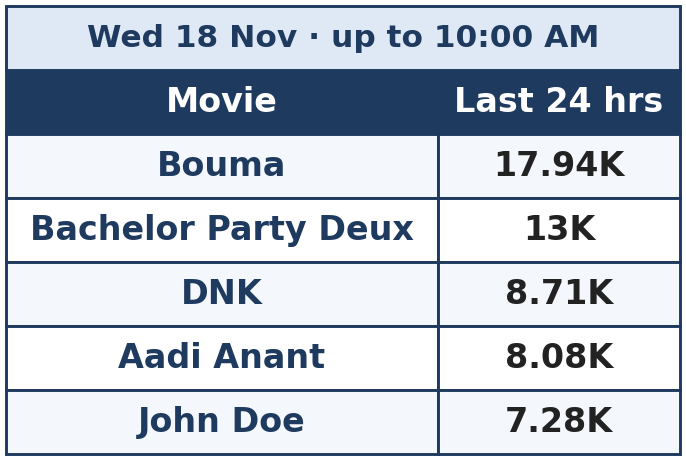 Wed 18 Nov · up to 10:00 AM
Movie Last 24 hrs
Bouma 17.94K
Bachelor Party Deux 13K
DNK 8.71K
Aadi Anant 8.08K
John Doe 7.28K